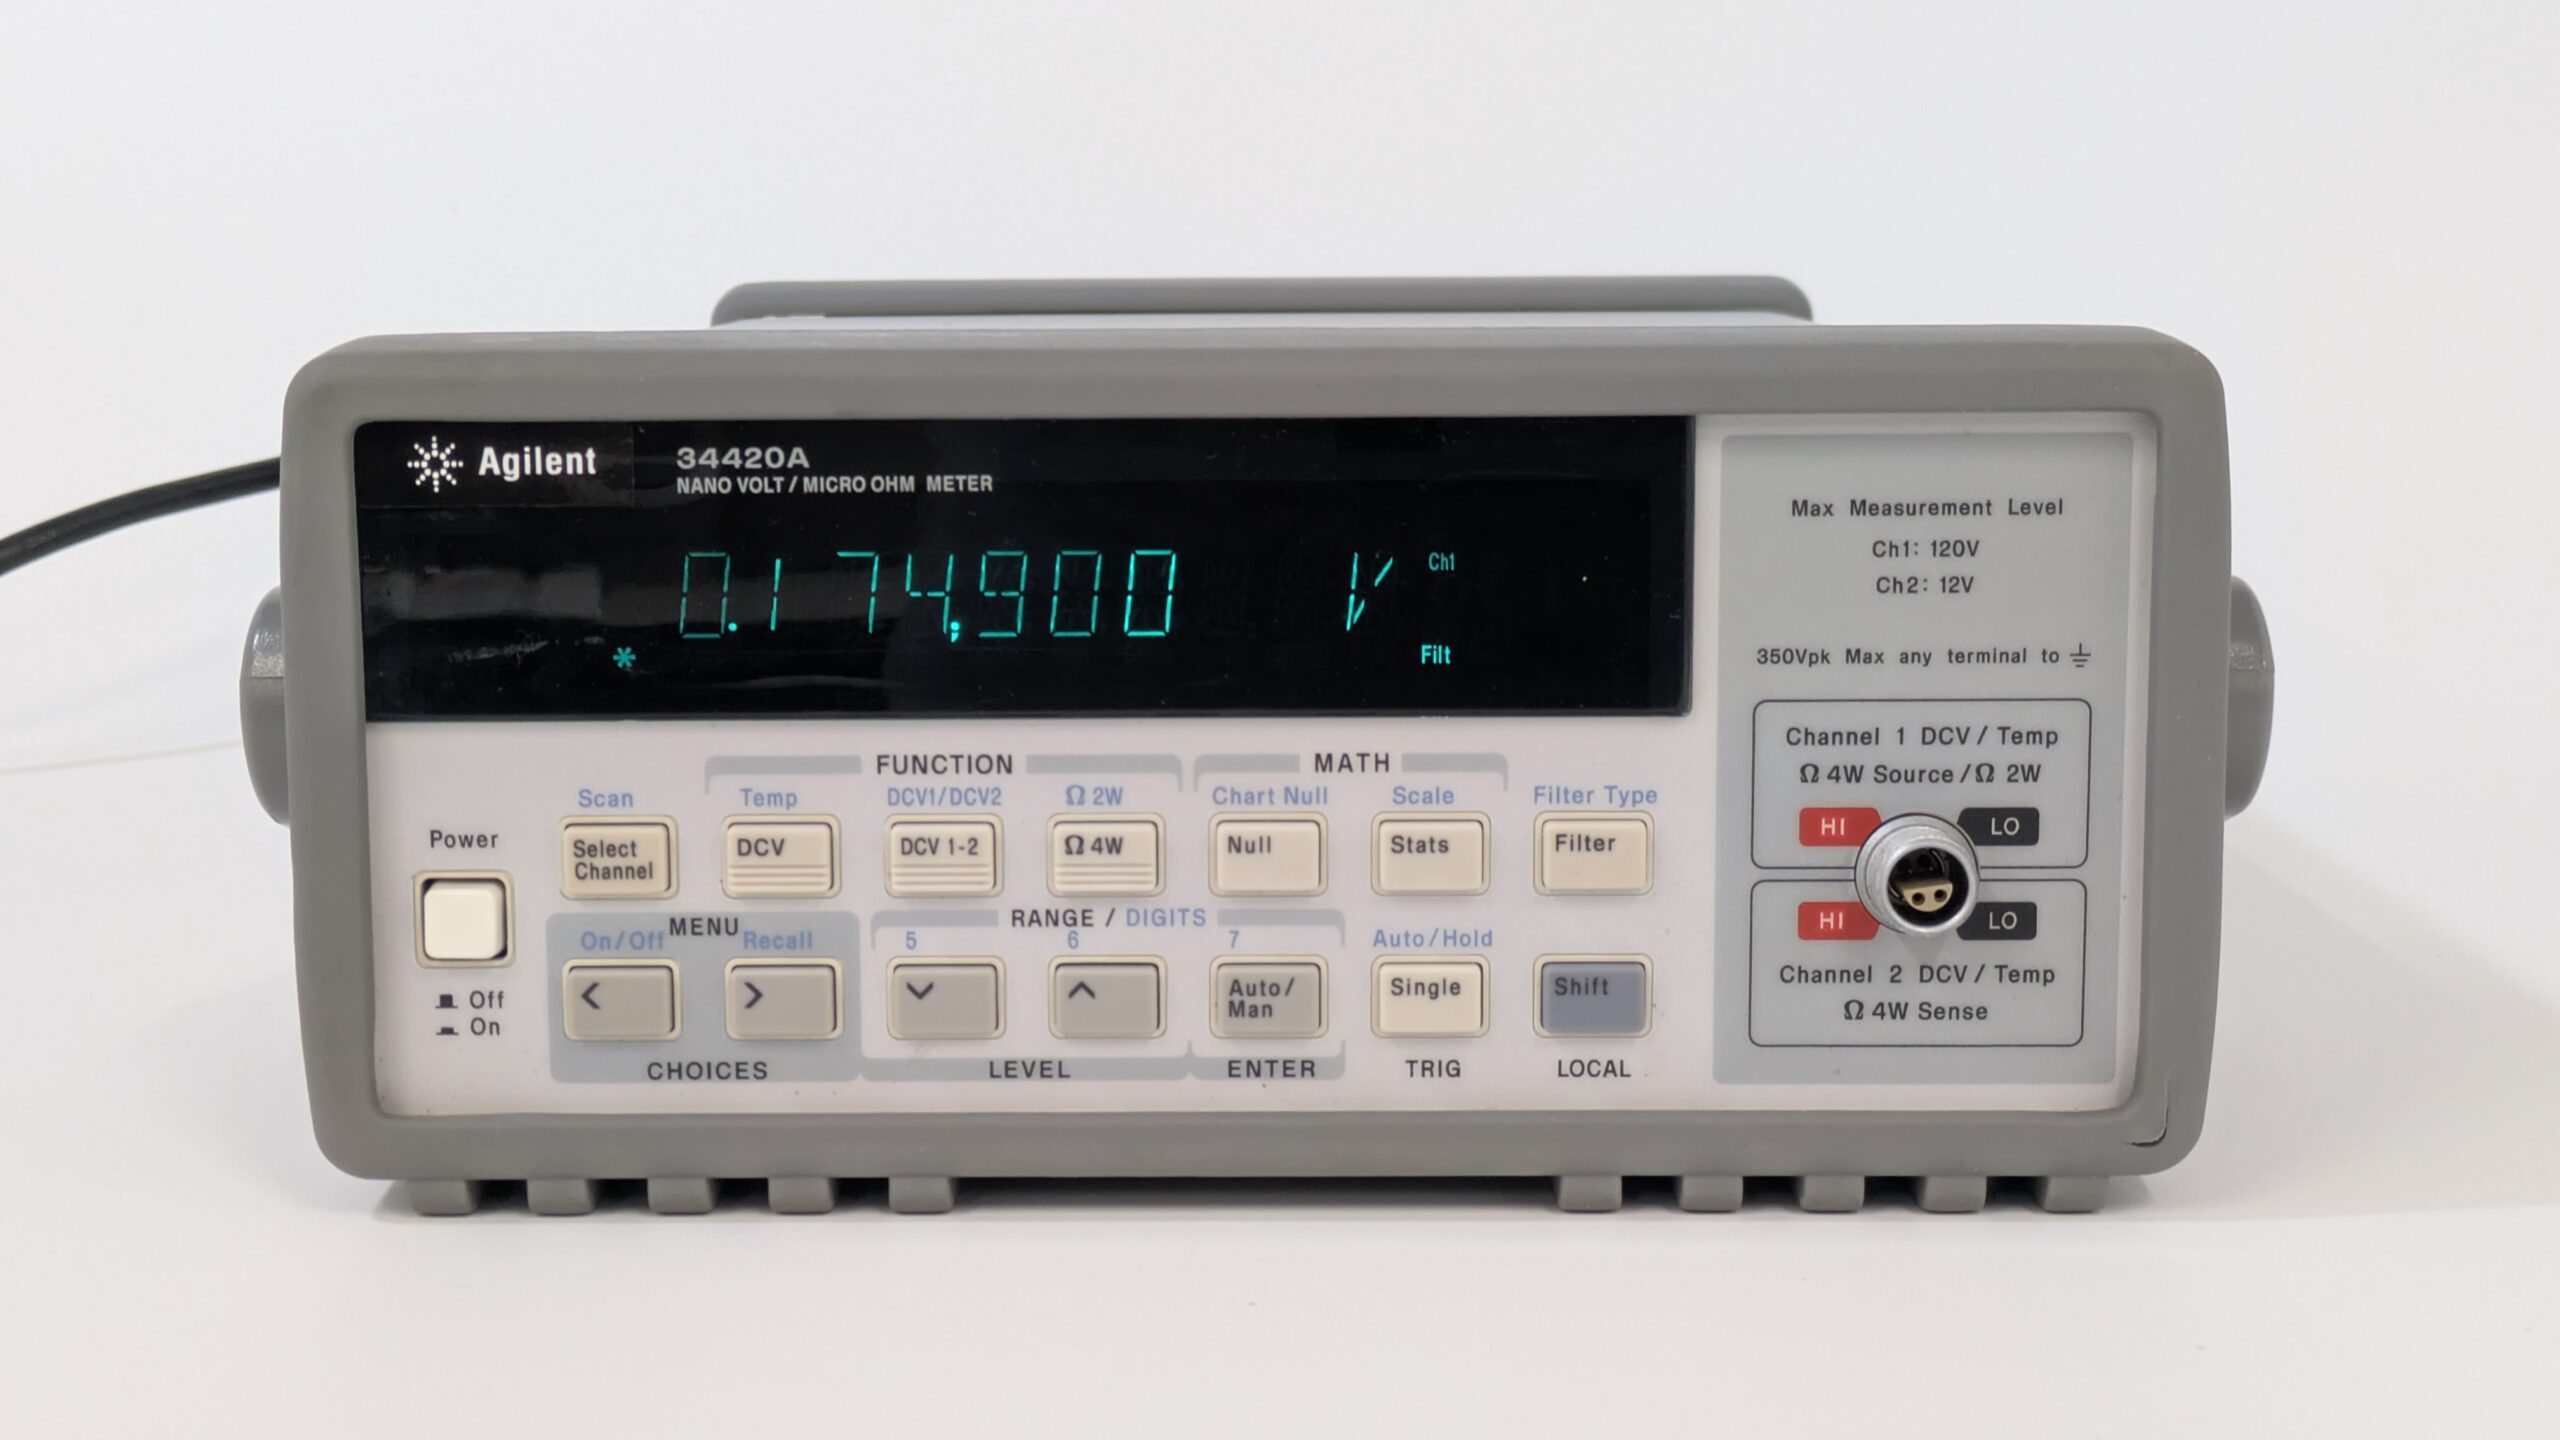 Agilent
34420A
NANO VOLT / MICRO OHM METER
0.174,900 V
Ch1
*
Filt
Max Measurement Level
Ch1: 120V
Ch2: 12V
350Vpk Max any terminal to ⏚
Channel 1 DCV / Temp
Ω 4W Source / Ω 2W
HI LO
HI LO
Channel 2 DCV / Temp
Ω 4W Sense
FUNCTION MATH
Scan Temp DCV1/DCV2 Ω 2W Chart Null Scale Filter Type
Power
Select Channel
DCV
DCV 1-2
Ω 4W
Null
Stats
Filter
MENU
RANGE / DIGITS
On/Off Recall 5 6 7 Auto/Hold
< > ∨ ∧
Auto/
Man
Single
Shift
Off
On
CHOICES LEVEL ENTER TRIG LOCAL